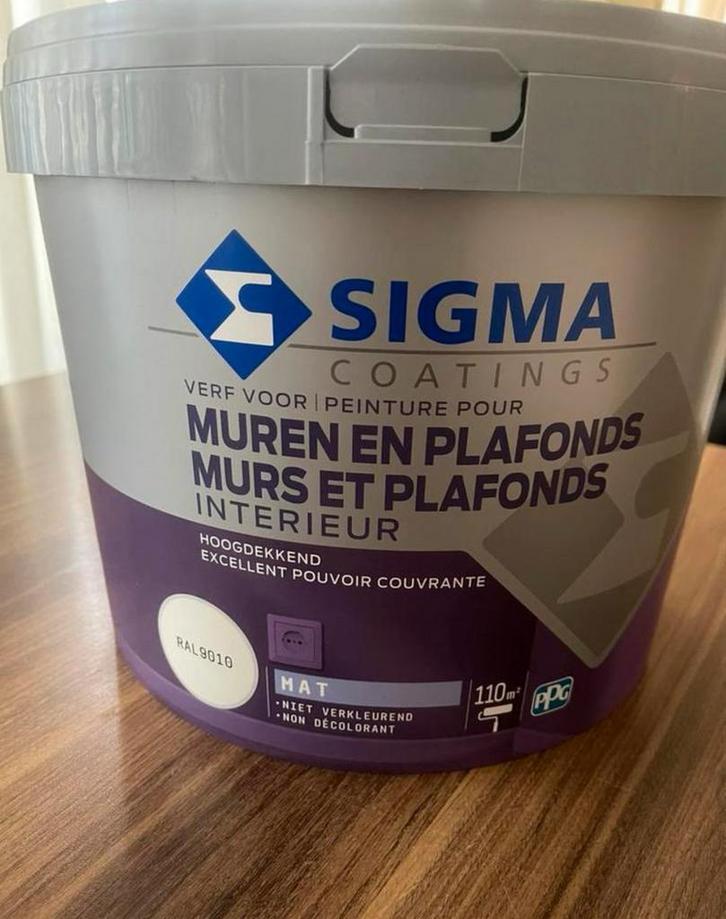 SIGMA
COATINGS
VERF VOOR | PEINTURE POUR
MUREN EN PLAFONDS
MURS ET PLAFONDS
INTERIEUR
HOOGDEKKEND
EXCELLENT POUVOIR COUVRANTE
RAL9010
MAT
•NIET VERKLEUREND
•NON DÉCOLORANT
110m²
PPG